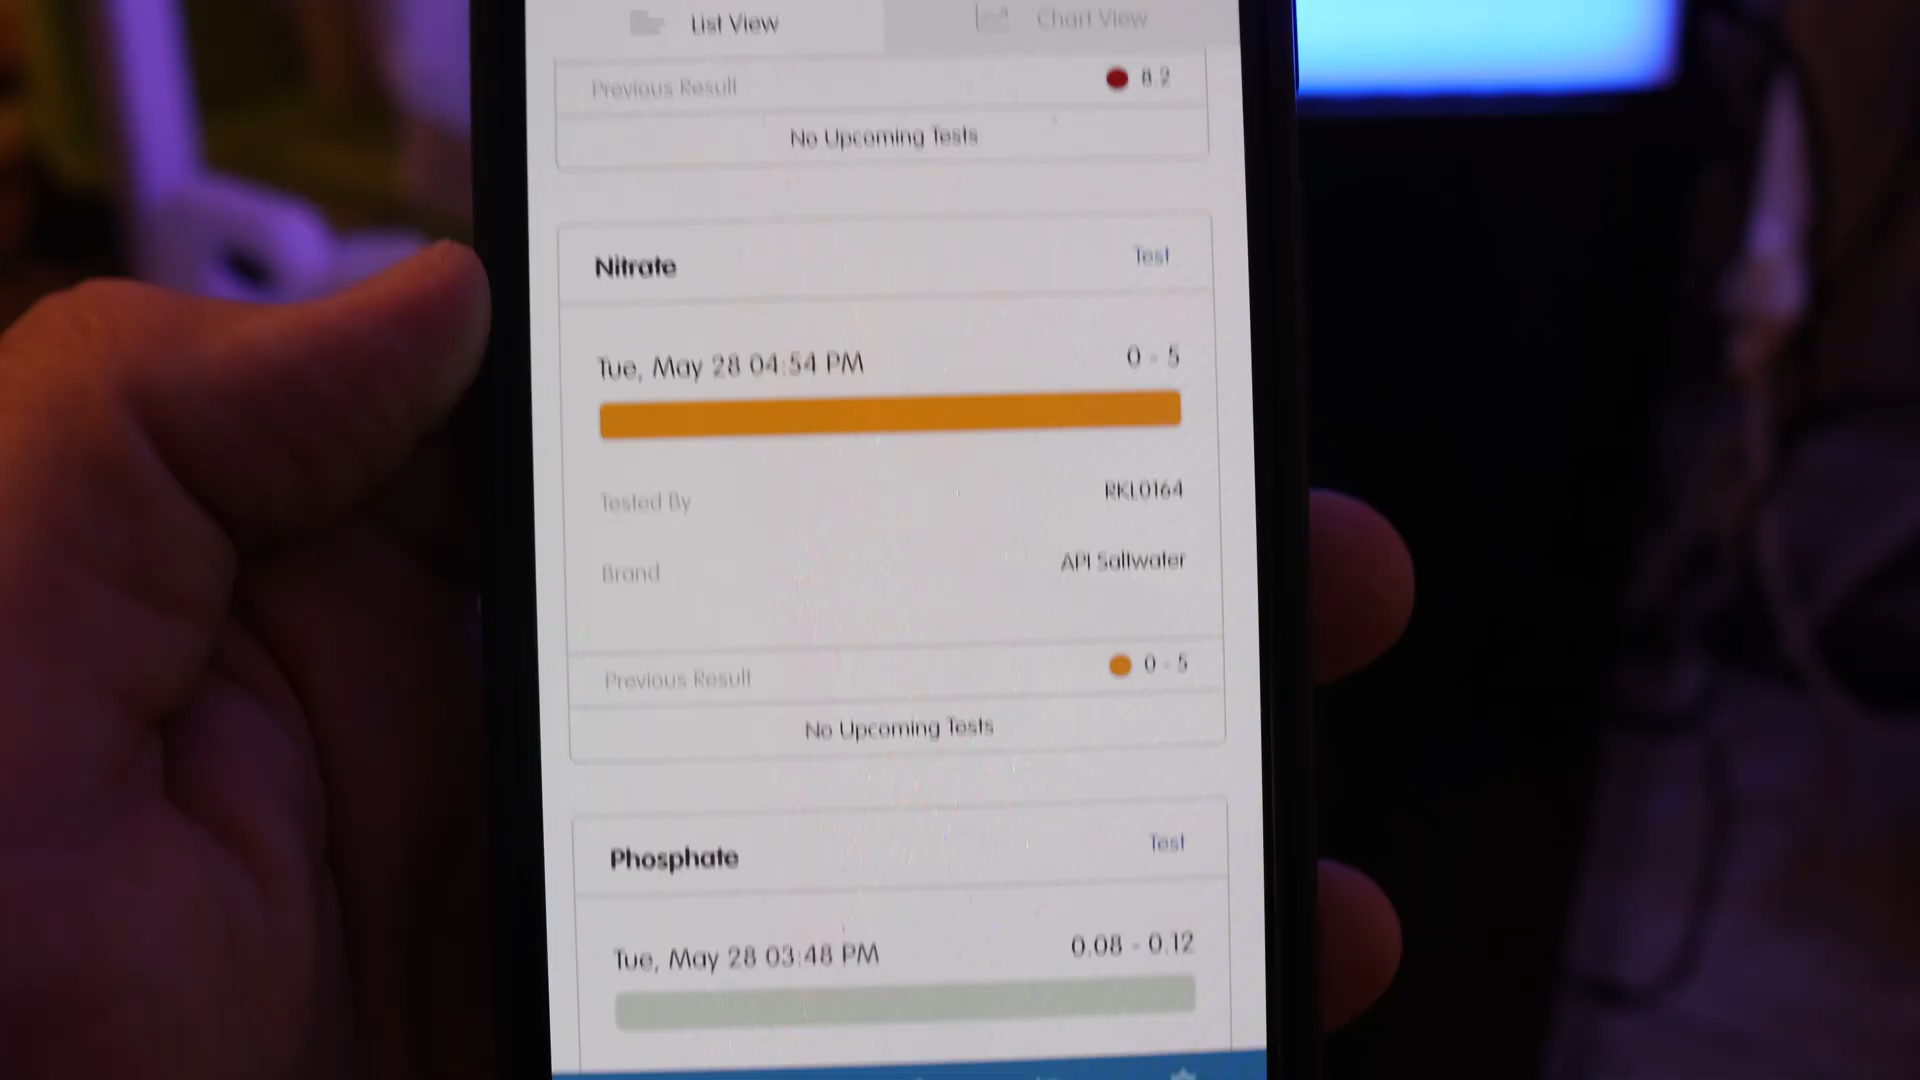 List View
Chart View
Previous Result
8.2
No Upcoming Tests
Nitrate
Test
Tue, May 28 04:54 PM
0 - 5
Tested By
RKL0164
Brand
API Saltwater
Previous Result
0 - 5
No Upcoming Tests
Phosphate
Test
Tue, May 28 03:48 PM
0.08 - 0.12